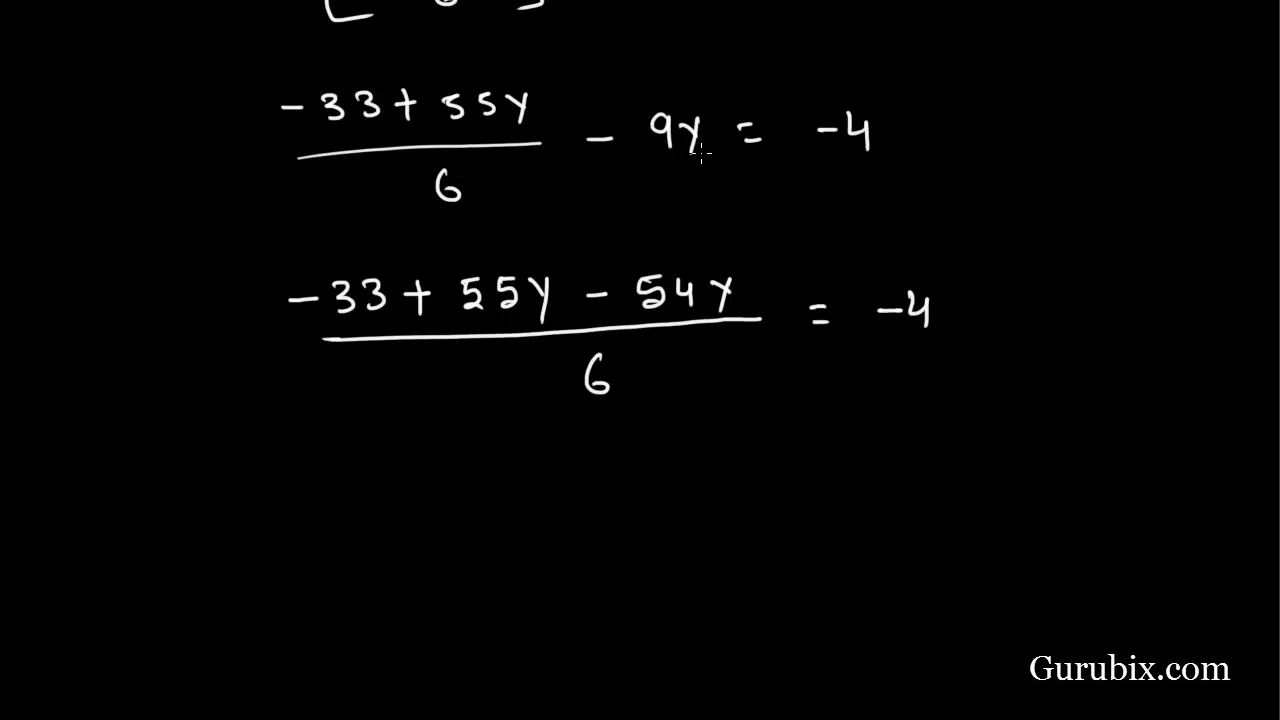 -33 + 55y
― - 9y = -4
6
-33 + 55y - 54y
― = -4
6
Gurubix.com